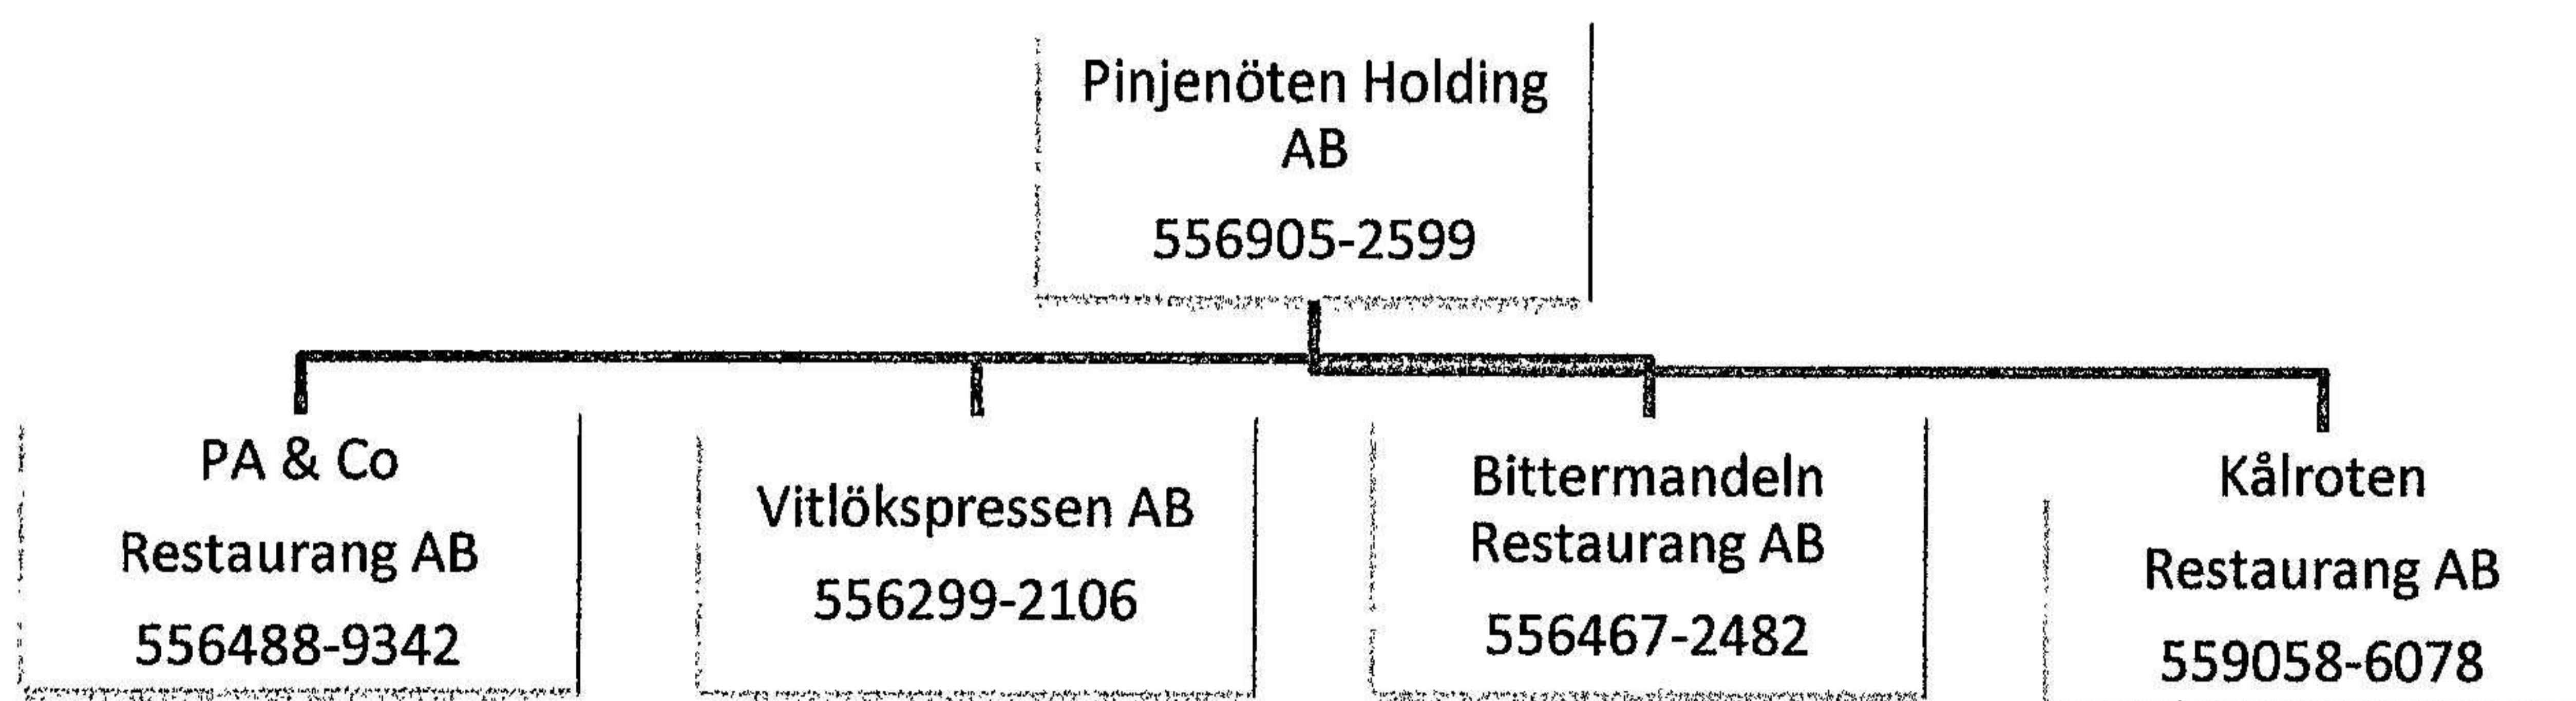 Pinjenöten Holding
AB
556905-2599
PA & Co
Restaurang AB
556488-9342
Vitlökspressen AB
556299-2106
Bittermandeln
Restaurang AB
556467-2482
Kålroten
Restaurang AB
559058-6078